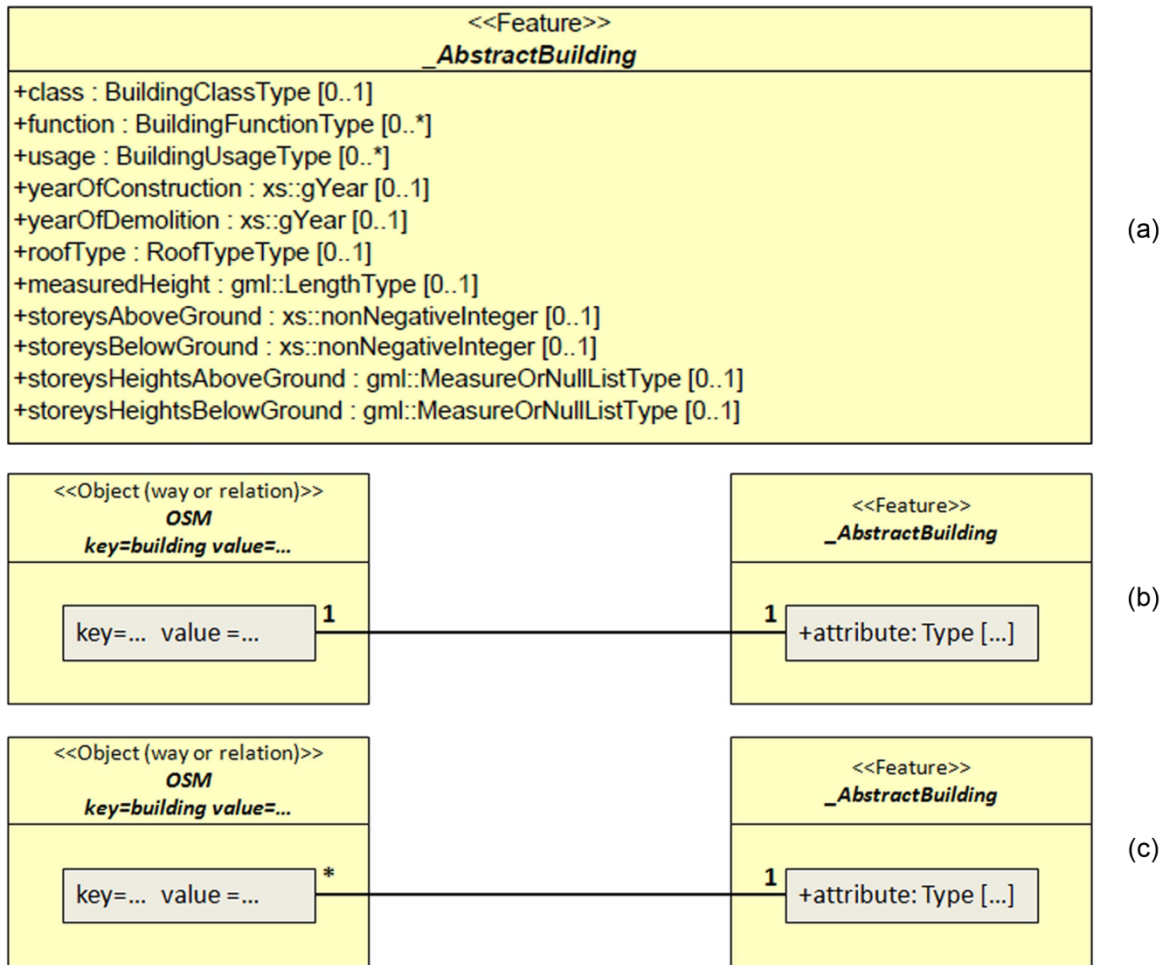 <<Feature>>
_AbstractBuilding
+class : BuildingClassType [0..1]
+function : BuildingFunctionType [0..*]
+usage : BuildingUsageType [0..*]
+yearOfConstruction : xs::gYear [0..1]
+yearOfDemolition : xs::gYear [0..1]
+roofType : RoofTypeType [0..1]
+measuredHeight : gml::LengthType [0..1]
+storeysAboveGround : xs::nonNegativeInteger [0..1]
+storeysBelowGround : xs::nonNegativeInteger [0..1]
+storeysHeightsAboveGround : gml::MeasureOrNullListType [0..1]
+storeysHeightsBelowGround : gml::MeasureOrNullListType [0..1]
(a)
<<Object (way or relation)>>
OSM
key=building value=...
key=... value =...
1
1
<<Feature>>
_AbstractBuilding
+attribute: Type [...]
(b)
<<Object (way or relation)>>
OSM
key=building value=...
key=... value =...
*
1
<<Feature>>
_AbstractBuilding
+attribute: Type [...]
(c)